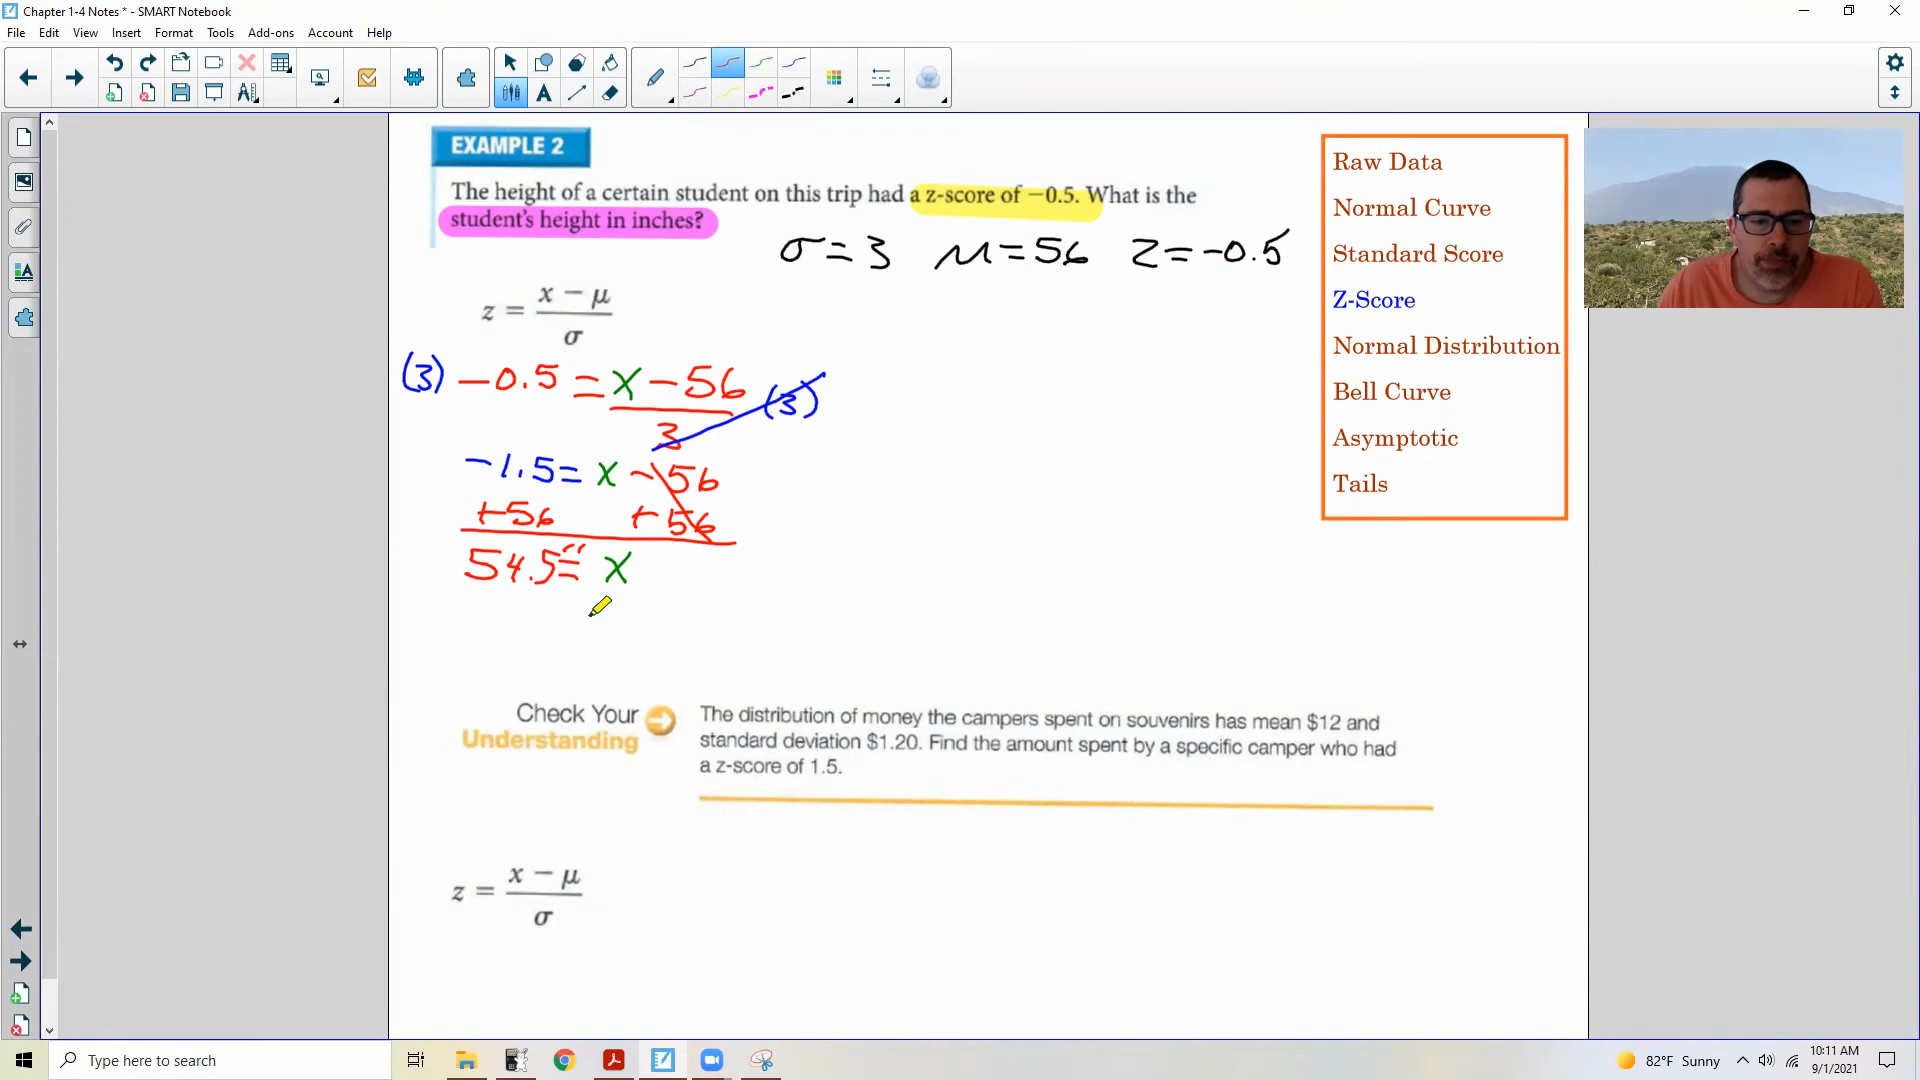 Chapter 1-4 Notes * - SMART Notebook
File Edit View Insert Format Tools Add-ons Account Help
EXAMPLE 2
The height of a certain student on this trip had a z-score of −0.5. What is the
student's height in inches?
σ = 3 μ = 56 z = -0.5
z = x − μ / σ
(3) -0.5 = x - 56 / 3 (3)
-1.5 = x - 56
+56 +56
54.5" = x
Raw Data
Normal Curve
Standard Score
Z-Score
Normal Distribution
Bell Curve
Asymptotic
Tails
Check Your
Understanding
The distribution of money the campers spent on souvenirs has mean $12 and
standard deviation $1.20. Find the amount spent by a specific camper who had
a z-score of 1.5.
z = x − μ / σ
Type here to search
82°F Sunny
10:11 AM
9/1/2021